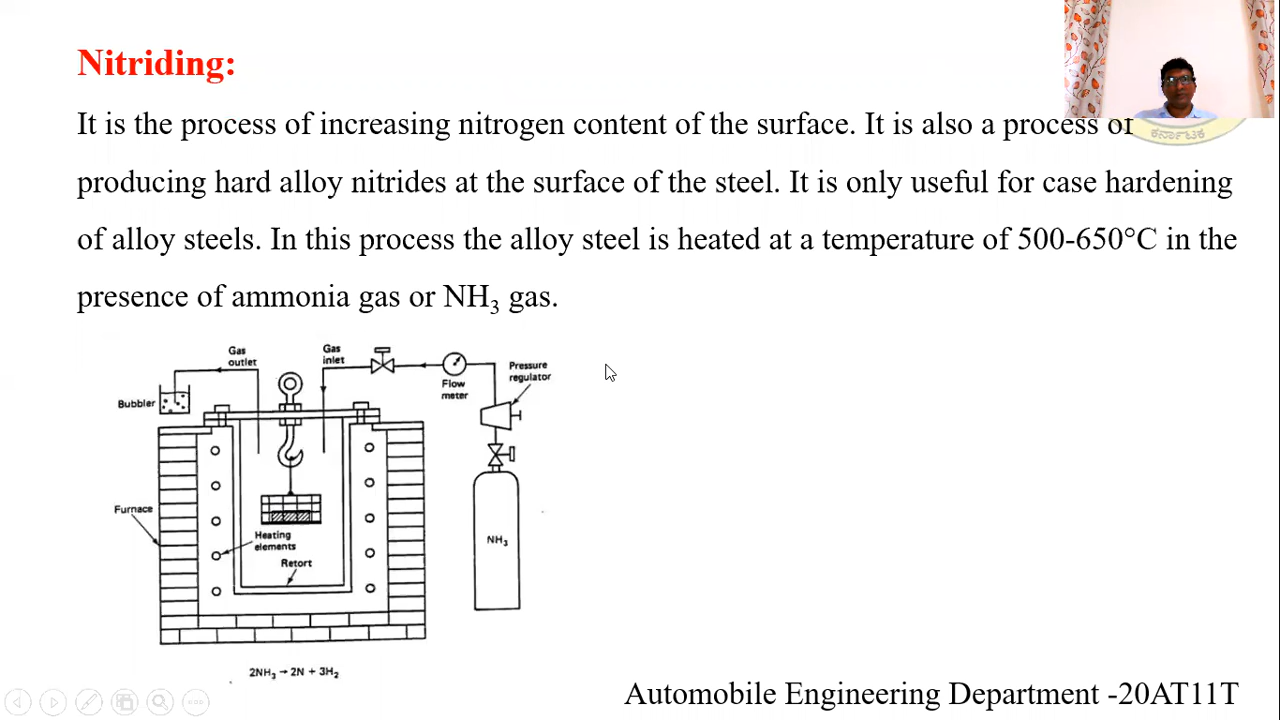 Nitriding:
It is the process of increasing nitrogen content of the surface. It is also a process of
ಕರ್ನಾಟಕ
producing hard alloy nitrides at the surface of the steel. It is only useful for case hardening
of alloy steels. In this process the alloy steel is heated at a temperature of 500-650°C in the
presence of ammonia gas or NH₃ gas.
Gas
outlet
Gas
inlet
Flow
meter
Pressure
regulator
Bubbler
Furnace
Heating
elements
Retort
NH₃
2NH₃ → 2N + 3H₂
Automobile Engineering Department -20AT11T